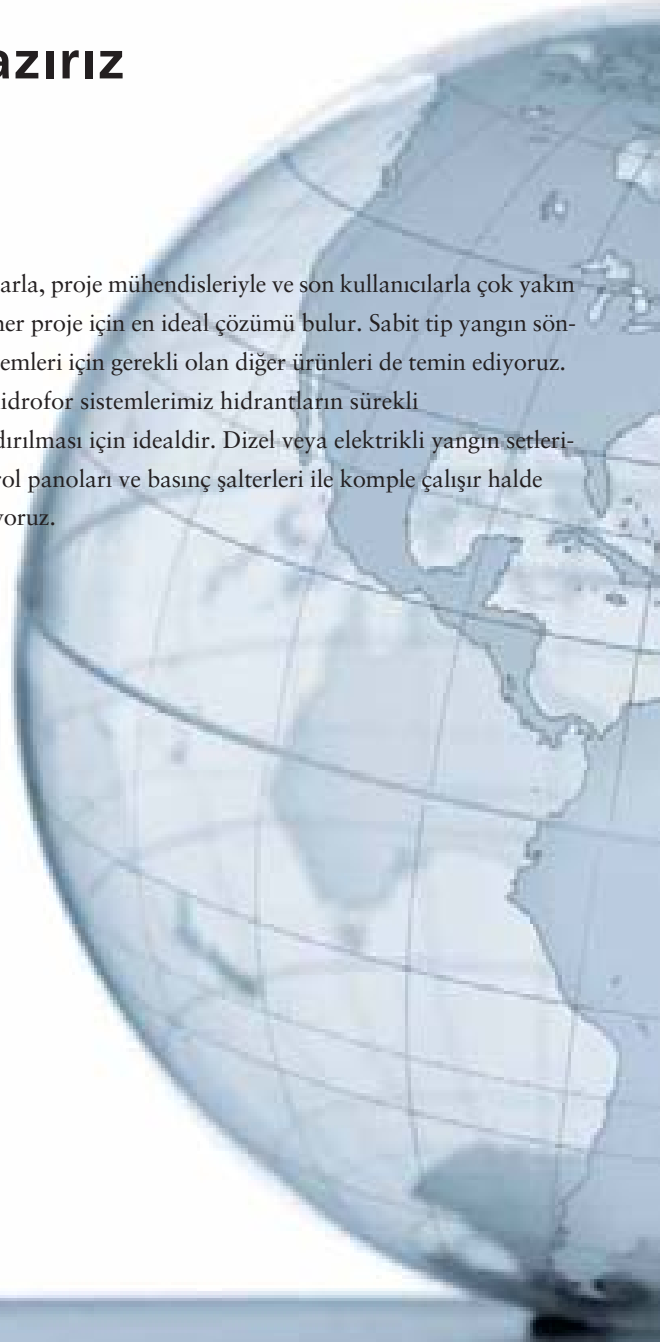 azırız
arla, proje mühendisleriyle ve son kullanıcılarla çok yakın
her proje için en ideal çözümü bulur. Sabit tip yangın sön-
emleri için gerekli olan diğer ürünleri de temin ediyoruz.
idrofor sistemlerimiz hidrantların sürekli
dırılması için idealdir. Dizel veya elektrikli yangın setleri-
rol panoları ve basınç şalterleri ile komple çalışır halde
yoruz.